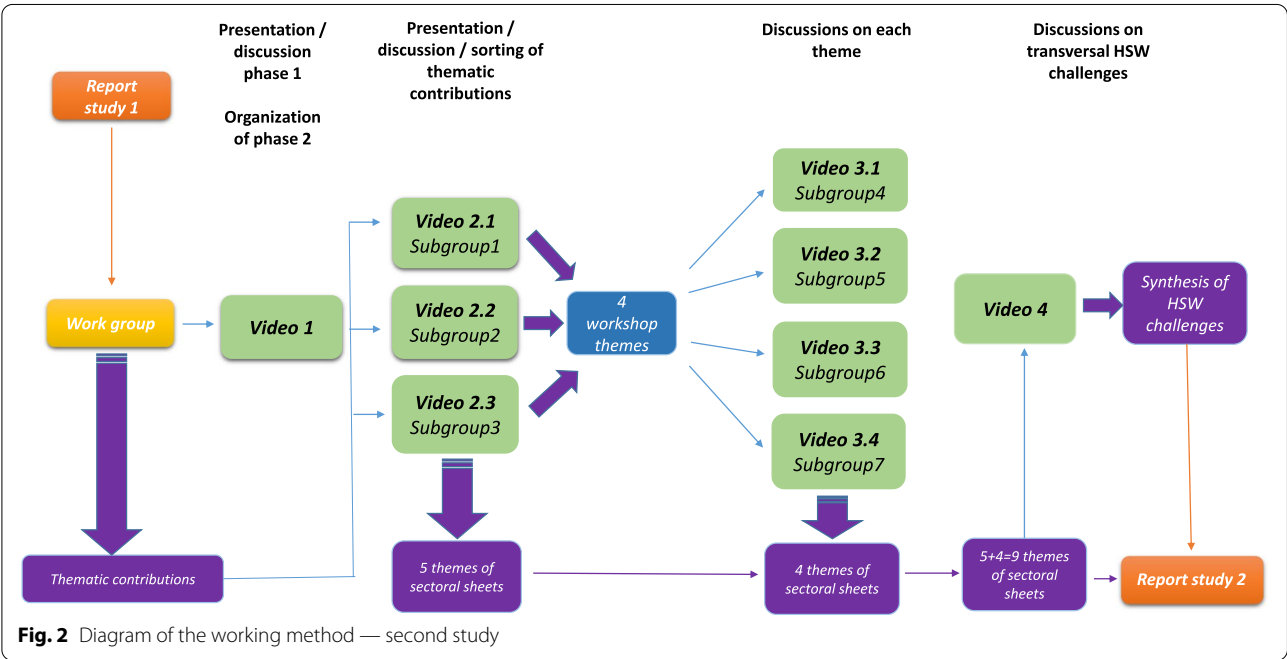 Presentation /
discussion
phase 1
Organization
of phase 2
Presentation /
discussion / sorting of
thematic
contributions
Discussions on each
theme
Discussions on
transversal HSW
challenges
Report
study 1
Work group
Video 1
Video 2.1
Subgroup1
Video 2.2
Subgroup2
Video 2.3
Subgroup3
4
workshop
themes
Video 3.1
Subgroup4
Video 3.2
Subgroup5
Video 3.3
Subgroup6
Video 3.4
Subgroup7
Video 4
Synthesis of
HSW
challenges
Thematic contributions
5 themes of
sectoral sheets
4 themes of
sectoral sheets
5+4=9 themes
of sectoral
sheets
Report study 2
Fig. 2 Diagram of the working method — second study